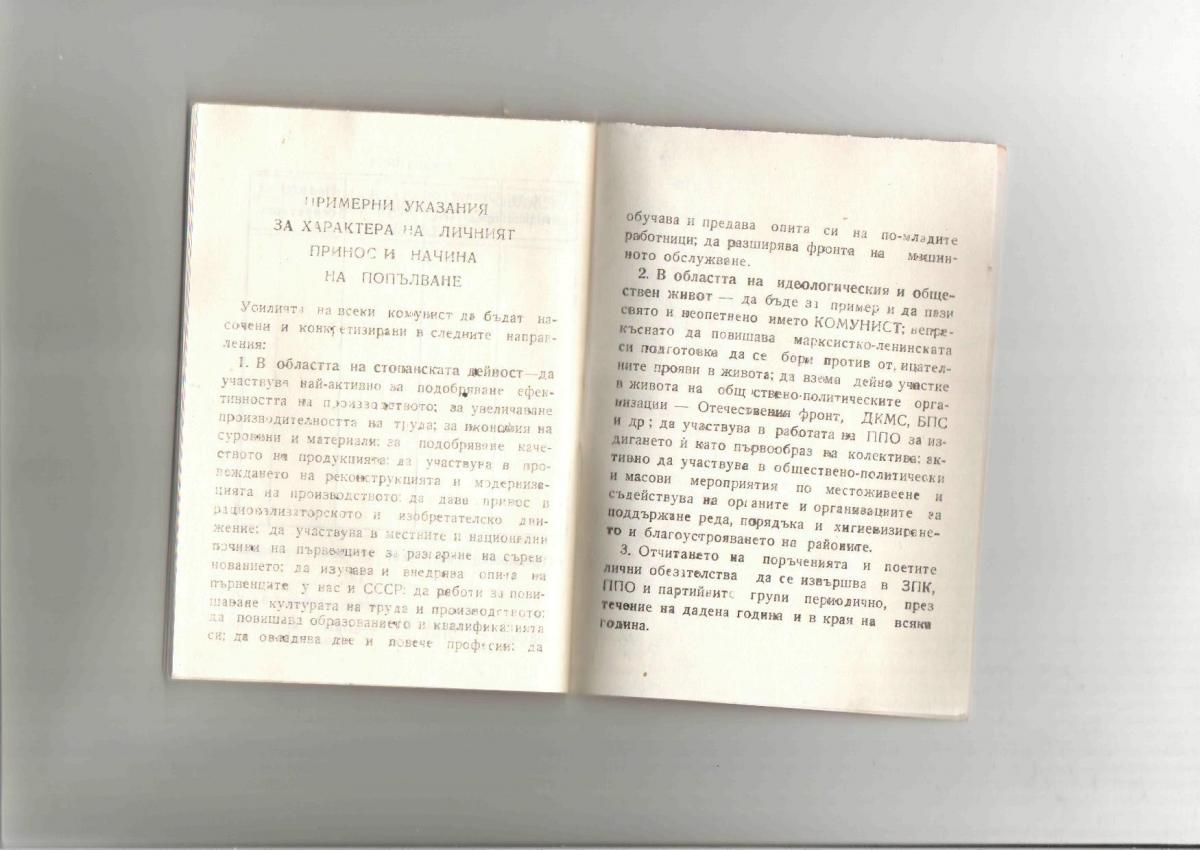 ПРИМЕРНИ УКАЗАНИЯ
ЗА ХАРАКТЕРА НА ЛИЧНИЯТ
ПРИНОС И НАЧИНА
НА ПОПЪЛВАНЕ
Усилията на всеки комунист да бъдат на-
сочени и конкретизирани в следните направ-
ления:
1. В областта на стопанската дейност—да
участвува най-активно за подобряване ефек-
тивността на производството; за увеличаване
производителността на труда; за икономия на
суровини и материали; за подобряване каче-
ството на продукцията; да участвува в про-
веждането на реконструкцията и модерниза-
цията на производството; да дава принос в
рационализаторското и изобретателско дви-
жение; да участвува в местните и национални
почини на първенците за разгаряне на сърев-
нованието; да изучава и внедрява опита на
първенците у нас и СССР; да работи за пови-
шаване културата на труда и производството;
да повишава образованието и квалификацията
си; да овладява две и повече професии; да
обучава и предава опита си на по-младите
работници; да разширява фронта на машин-
ното обслужване.
2. В областта на идеологическия и обще-
ствен живот — да бъде за пример и да пази
свято и неопетнено името КОМУНИСТ; непре-
къснато да повишава марксистко-ленинската
си подготовка да се бори против отрицател-
ните прояви в живота; да взема дейно участие
в живота на обществено-политическите орга-
низации — Отечествения фронт, ДКМС, БПС
и др; да участвува в работата на ППО за из-
дигането ѝ като първообраз на колектива; ак-
тивно да участвува в обществено-политически
и масови мероприятия по местоживеене и
съдействува на органите и организациите за
поддържане реда, порядъка и хигиенизиране-
то и благоустрояването на районите.
3. Отчитането на порученията и поетите
лични обезателства да се извършва в ЗПК,
ППО и партийните групи периодично, през
течение на дадена година и в края на всяка
година.